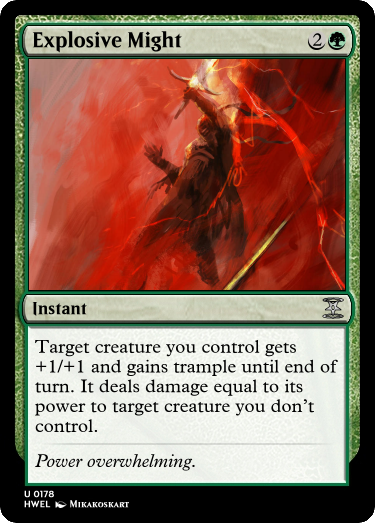 Explosive Might 2
Instant
Target creature you control gets
+1/+1 and gains trample until end of
turn. It deals damage equal to its
power to target creature you don't
control.
Power overwhelming.
U 0178
HWEL Mikakoskart